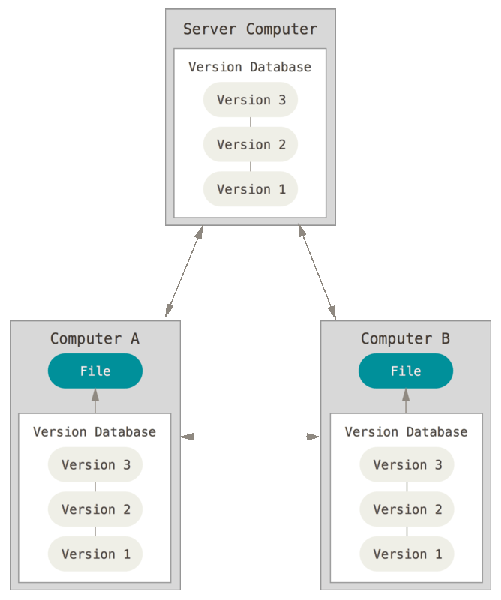 Server Computer
Version Database
Version 3
Version 2
Version 1
Computer A
File
Version Database
Version 3
Version 2
Version 1
Computer B
File
Version Database
Version 3
Version 2
Version 1